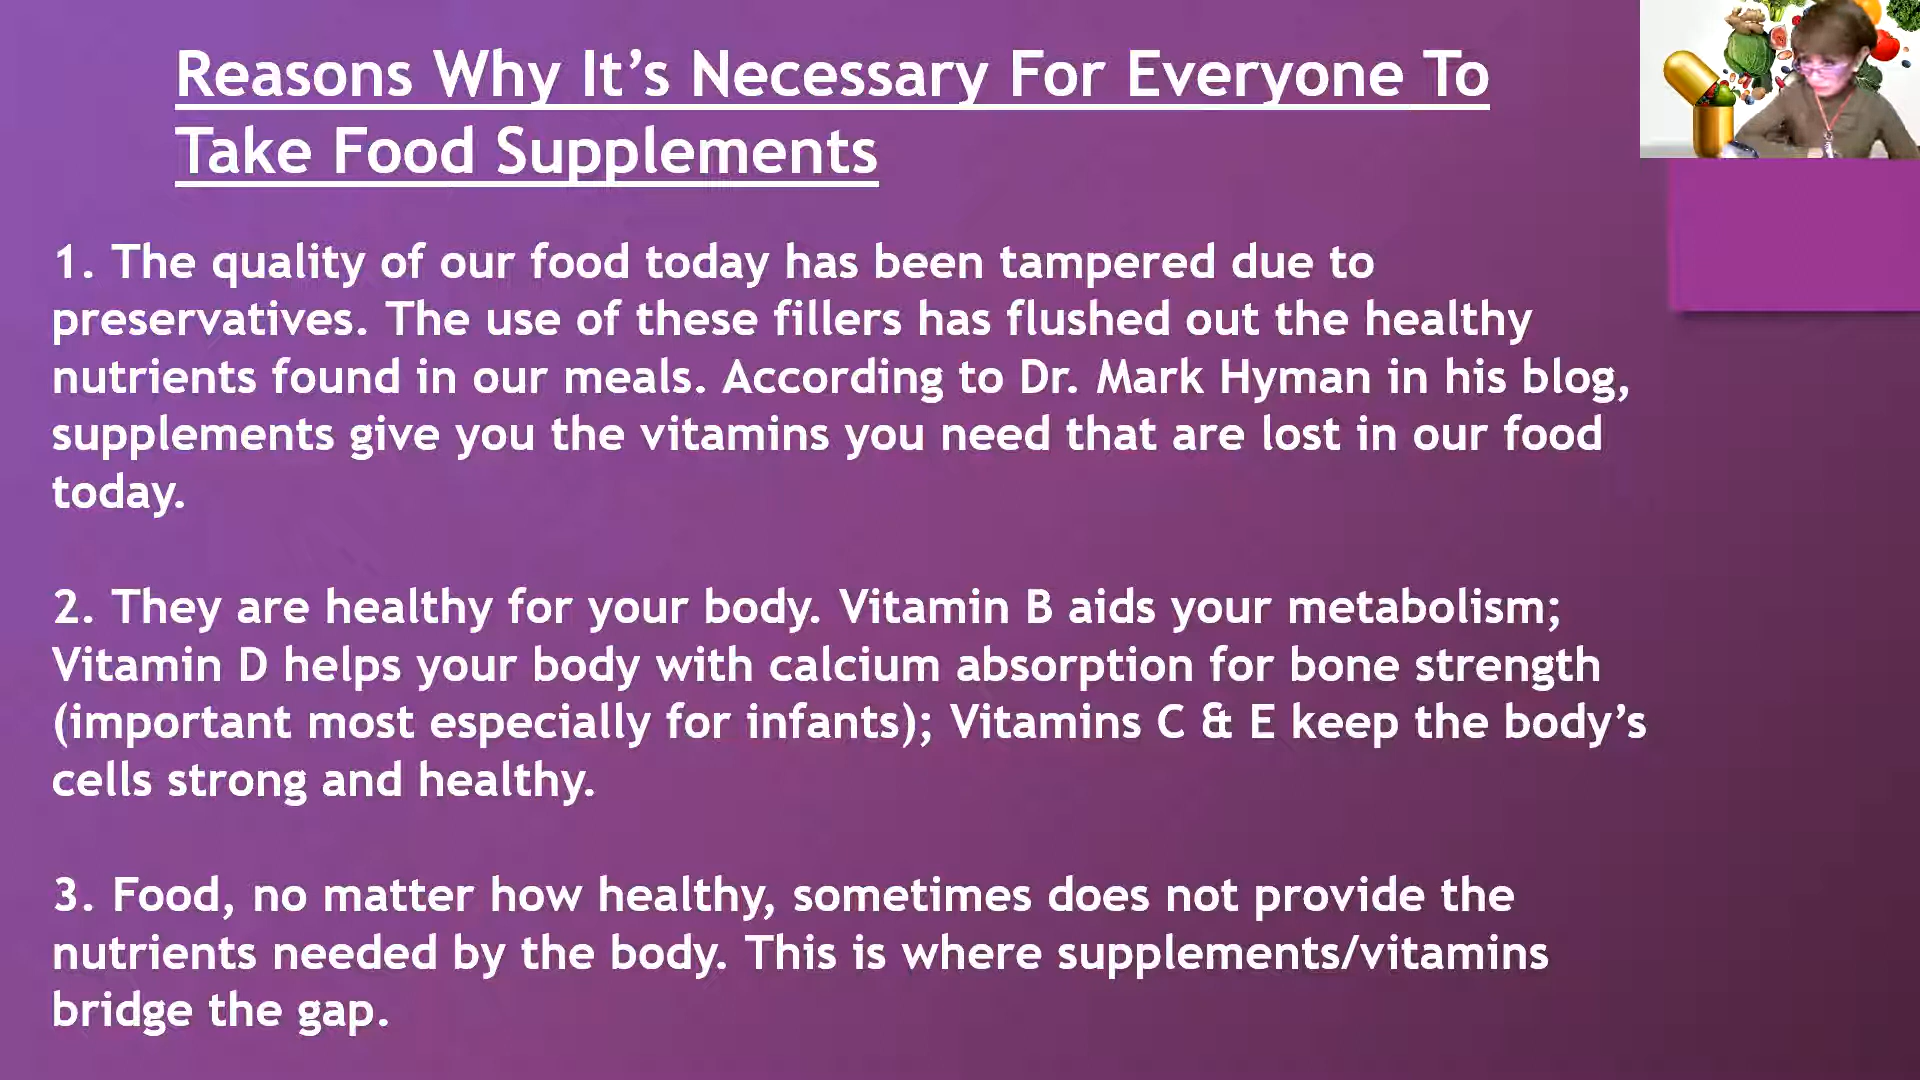 Reasons Why It’s Necessary For Everyone To
Take Food Supplements
1. The quality of our food today has been tampered due to
preservatives. The use of these fillers has flushed out the healthy
nutrients found in our meals. According to Dr. Mark Hyman in his blog,
supplements give you the vitamins you need that are lost in our food
today.
2. They are healthy for your body. Vitamin B aids your metabolism;
Vitamin D helps your body with calcium absorption for bone strength
(important most especially for infants); Vitamins C & E keep the body’s
cells strong and healthy.
3. Food, no matter how healthy, sometimes does not provide the
nutrients needed by the body. This is where supplements/vitamins
bridge the gap.